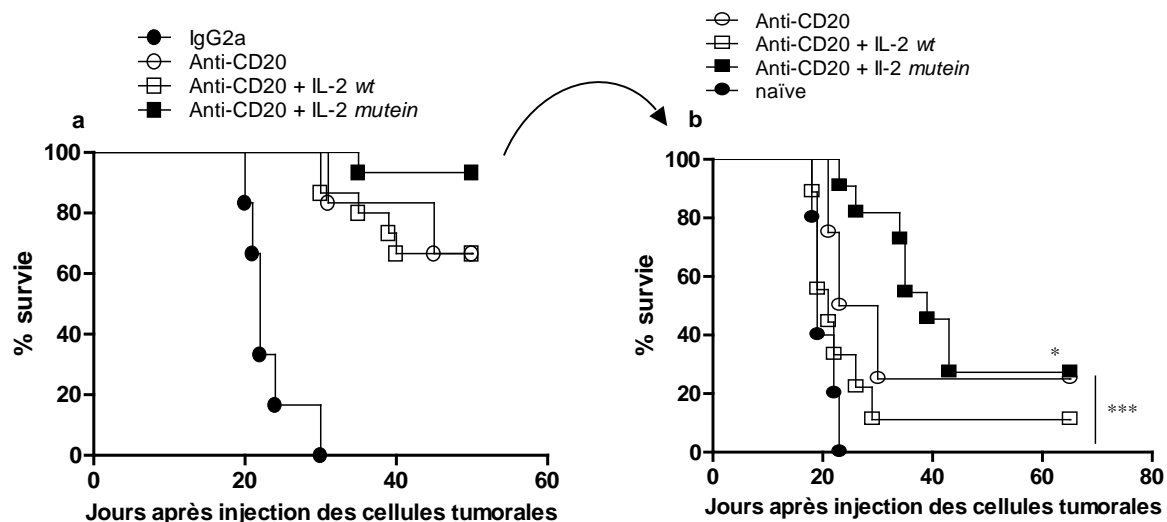 IgG2a
Anti-CD20
Anti-CD20 + IL-2 wt
Anti-CD20 + IL-2 mutein
a
100
80
60
40
20
0
% survie
0 20 40 60
Jours après injection des cellules tumorales
Anti-CD20
Anti-CD20 + IL-2 wt
Anti-CD20 + Il-2 mutein
naïve
b
100
80
60
40
20
0
% survie
*
***
0 20 40 60 80
Jours après injection des cellules tumorales